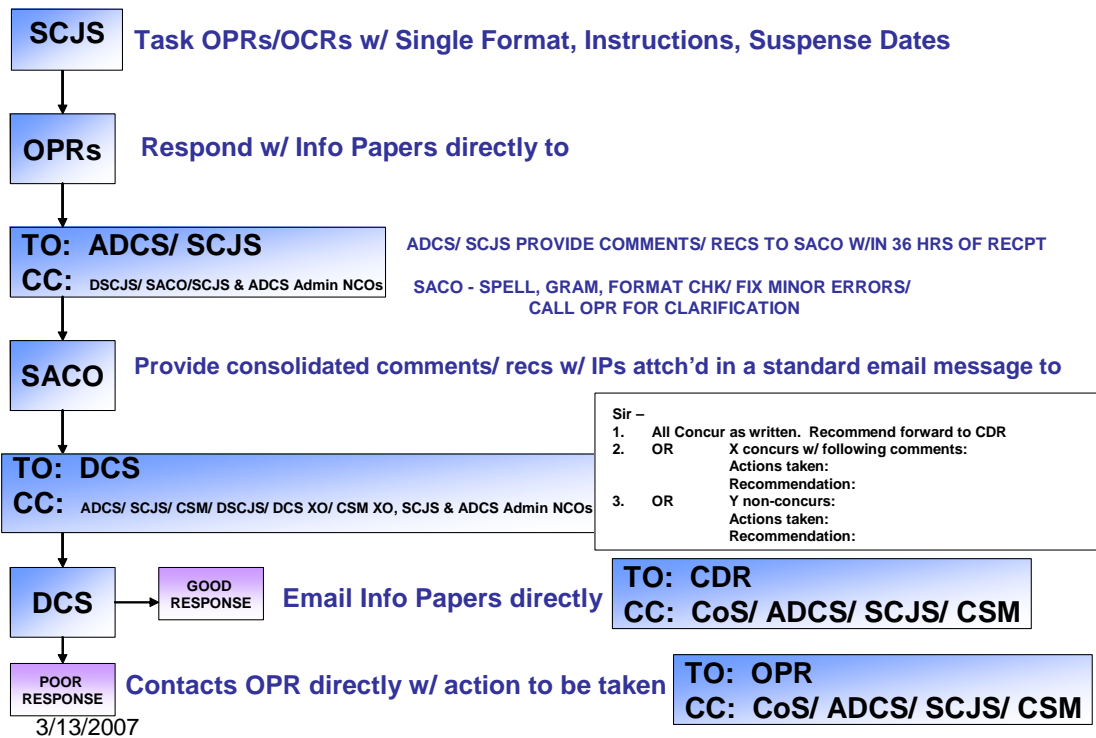 SCJS
Task OPRs/OCRs w/ Single Format, Instructions, Suspense Dates
OPRs
Respond w/ Info Papers directly to
TO: ADCS/ SCJS
CC: DSCJS/ SACO/SCJS & ADCS Admin NCOs
ADCS/ SCJS PROVIDE COMMENTS/ RECS TO SACO W/IN 36 HRS OF RECPT
SACO - SPELL, GRAM, FORMAT CHK/ FIX MINOR ERRORS/
CALL OPR FOR CLARIFICATION
SACO
Provide consolidated comments/ recs w/ IPs attch'd in a standard email message to
Sir –
1. All Concur as written. Recommend forward to CDR
2. OR X concurs w/ following comments:
Actions taken:
Recommendation:
3. OR Y non-concurs:
Actions taken:
Recommendation:
TO: DCS
CC: ADCS/ SCJS/ CSM/ DSCJS/ DCS XO/ CSM XO, SCJS & ADCS Admin NCOs
DCS
GOOD
RESPONSE
Email Info Papers directly
TO: CDR
CC: CoS/ ADCS/ SCJS/ CSM
POOR
RESPONSE
Contacts OPR directly w/ action to be taken
TO: OPR
CC: CoS/ ADCS/ SCJS/ CSM
3/13/2007